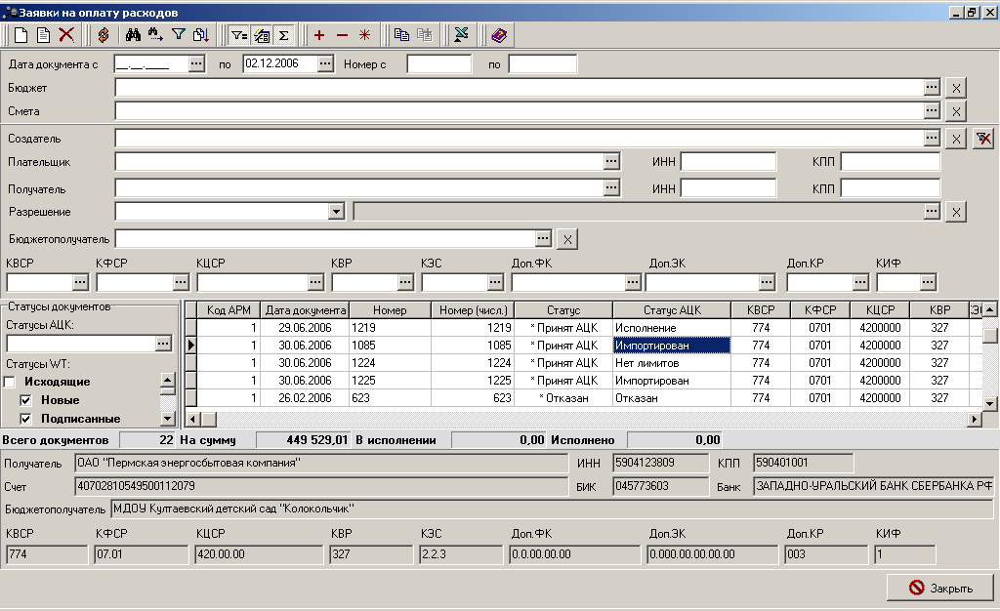 Заявки на оплату расходов
Дата документа с __.__.____ ... по 02.12.2006 ... Номер с по
Бюджет ... X
Смета ... X
Создатель ... X
Плательщик ... ИНН КПП
Получатель ... ИНН КПП
Разрешение ... X
Бюджетополучатель ... X
КВСР КФСР КЦСР КВР КЭС Доп.ФК Доп.ЭК Доп.КР КИФ
... ... ... ... ... ... ... ... ...
Статусы документов
Статусы АЦК:
...
Статусы WT:
Исходящие
Новые
Подписанные
Код АРМ Дата документа Номер Номер (числ.) Статус Статус АЦК КВСР КФСР КЦСР КВР
1 29.06.2006 1219 1219 * Принят АЦК Исполнение 774 0701 4200000 327
1 30.06.2006 1085 1085 * Принят АЦК Импортирован 774 0701 4200000 327
1 30.06.2006 1224 1224 * Принят АЦК Нет лимитов 774 0701 4200000 327
1 30.06.2006 1225 1225 * Принят АЦК Импортирован 774 0701 4200000 327
1 26.02.2006 623 623 * Отказан Отказан 774 0701 4200000 327
Всего документов 22 На сумму 449 529,01 В исполнении 0,00 Исполнено 0,00
Получатель ОАО "Пермская энергосбытовая компания" ИНН 5904123809 КПП 590401001
Счет 40702810549500112079 БИК 045773603 Банк ЗАПАДНО-УРАЛЬСКИЙ БАНК СБЕРБАНКА РФ
Бюджетополучатель МДОУ Култаевский детский сад "Колокольчик"
КВСР КФСР КЦСР КВР КЭС Доп.ФК Доп.ЭК Доп.КР КИФ
774 07.01 420.00.00 327 2.2.3 0.0.00.00.00 0.000.00.00.00.00 003 1
Закрыть